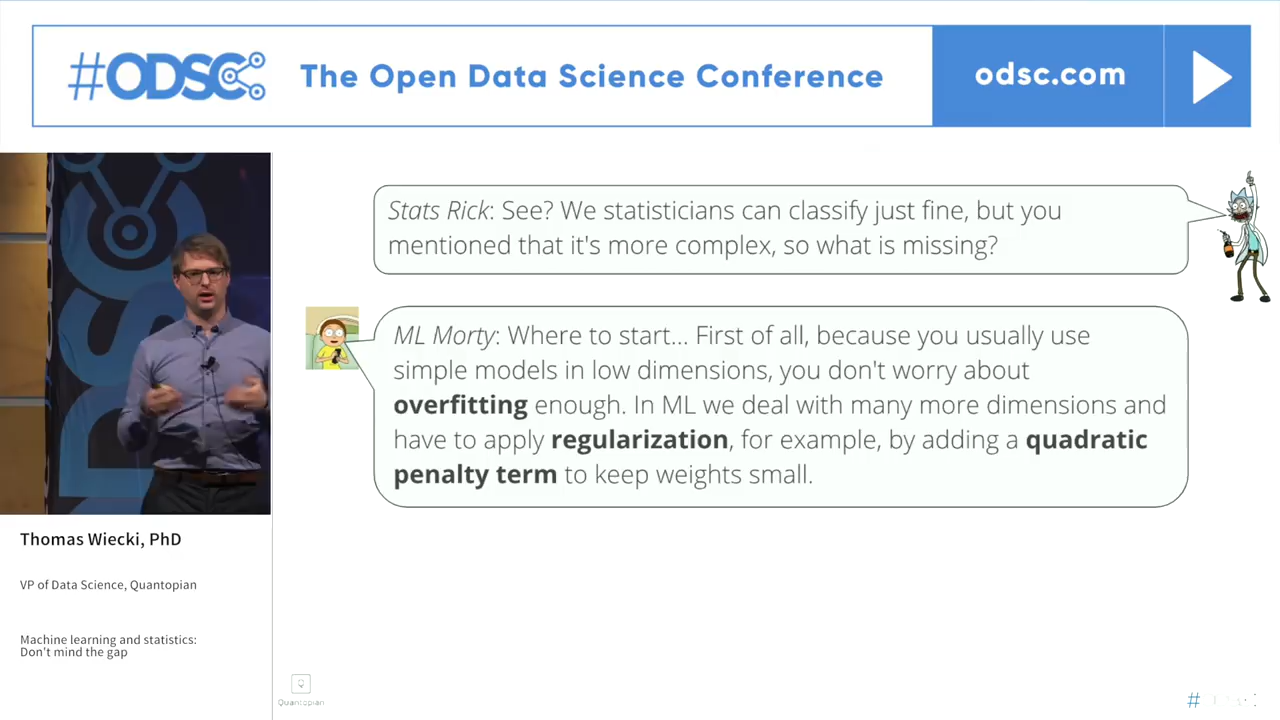 #ODSC
The Open Data Science Conference
odsc.com
Stats Rick: See? We statisticians can classify just fine, but you
mentioned that it's more complex, so what is missing?
ML Morty: Where to start... First of all, because you usually use
simple models in low dimensions, you don't worry about
overfitting enough. In ML we deal with many more dimensions and
have to apply regularization, for example, by adding a quadratic
penalty term to keep weights small.
Thomas Wiecki, PhD
VP of Data Science, Quantopian
Machine learning and statistics:
Don't mind the gap
Quantopian
#